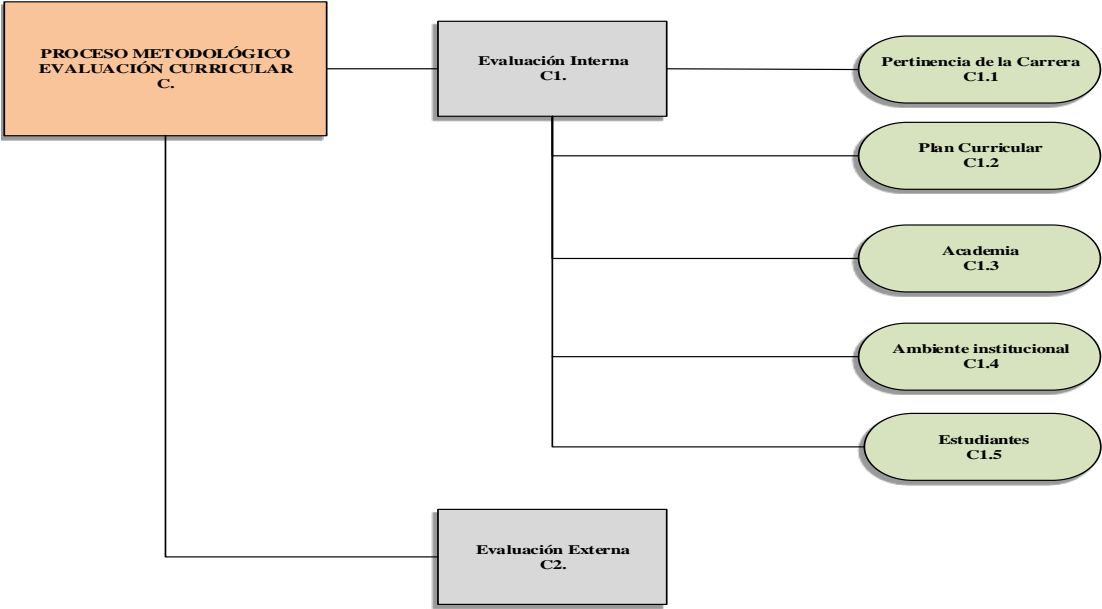 PROCESO METODOLÓGICO
EVALUACIÓN CURRICULAR
C.
Evaluación Interna
C1.
Pertinencia de la Carrera
C1.1
Plan Curricular
C1.2
Academia
C1.3
Ambiente institucional
C1.4
Estudiantes
C1.5
Evaluación Externa
C2.